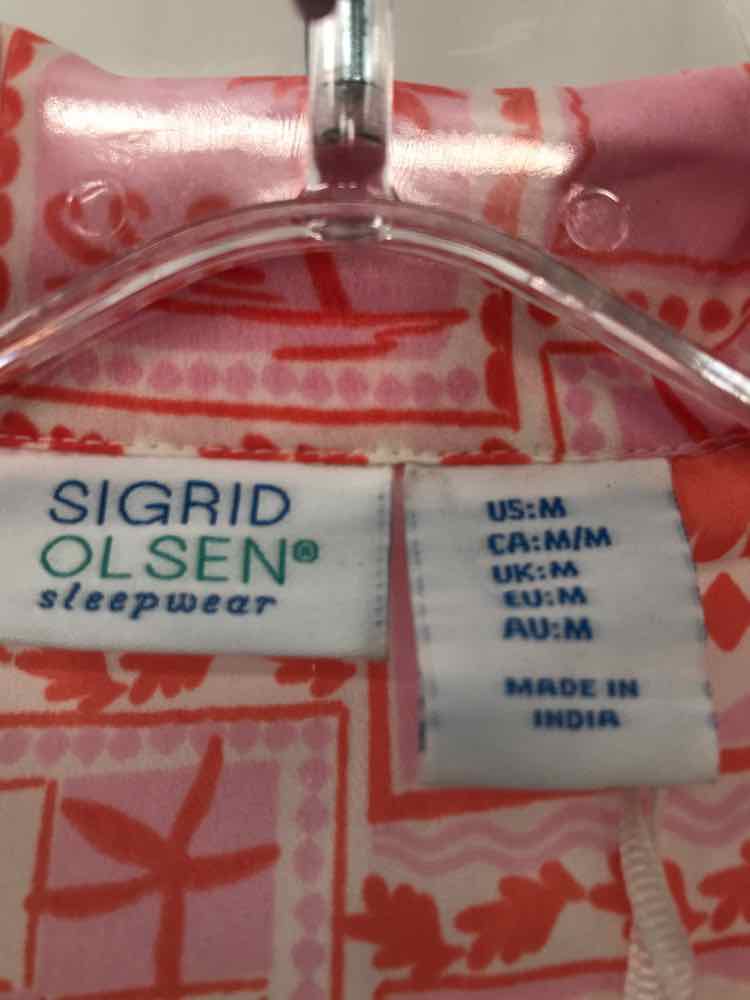 SIGRID
OLSEN®
sleepwear
US:M
CA:M/M
UK:M
EU:M
AU:M
MADE IN
INDIA